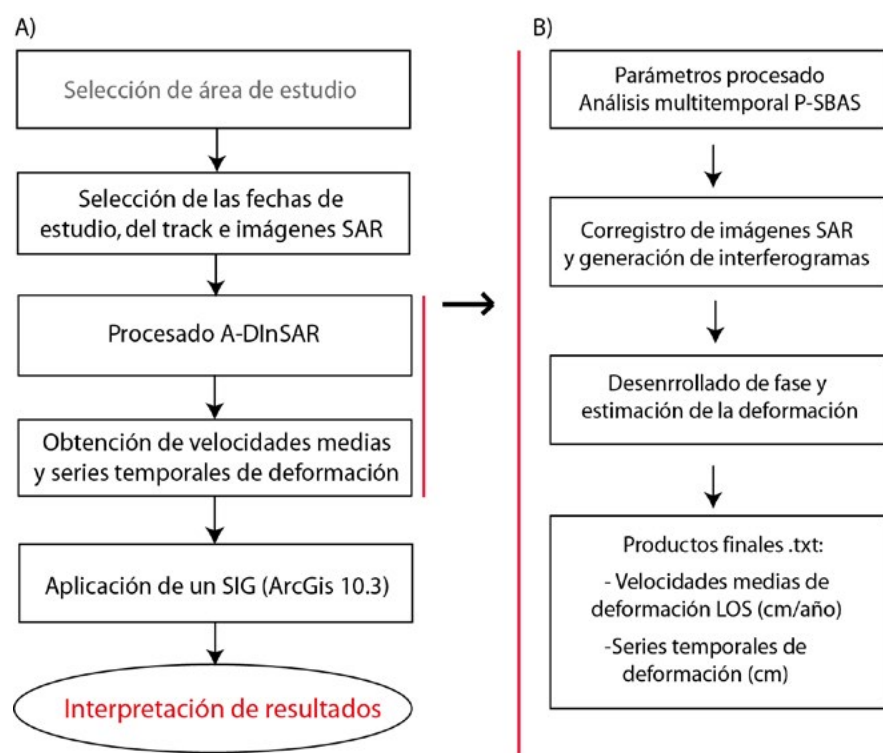 A)
Selección de área de estudio
Selección de las fechas de
estudio, del track e imágenes SAR
Procesado A-DInSAR
Obtención de velocidades medias
y series temporales de deformación
Aplicación de un SIG (ArcGis 10.3)
Interpretación de resultados
B)
Parámetros procesado
Análisis multitemporal P-SBAS
Corregistro de imágenes SAR
y generación de interferogramas
Desenrrollado de fase y
estimación de la deformación
Productos finales .txt:
- Velocidades medias de
deformación LOS (cm/año)
-Series temporales de
deformación (cm)